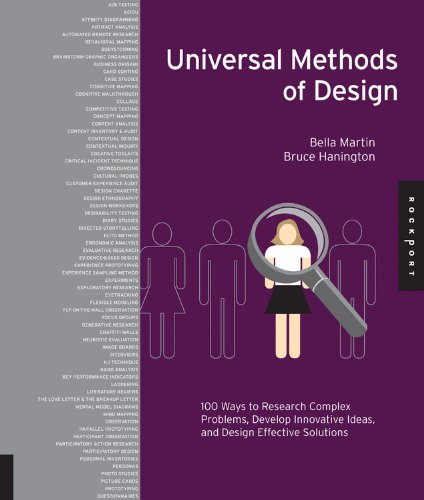 A/B TESTING
AEIOU
AFFINITY DIAGRAMMING
ARTIFACT ANALYSIS
AUTOMATED REMOTE RESEARCH
BEHAVIORAL MAPPING
BODYSTORMING
BRAINSTORM GRAPHIC ORGANIZERS
BUSINESS ORIGAMI
CARD SORTING
CASE STUDIES
COGNITIVE MAPPING
COGNITIVE WALKTHROUGH
COLLAGE
COMPETITIVE TESTING
CONCEPT MAPPING
CONTENT ANALYSIS
CONTENT INVENTORY & AUDIT
CONTEXTUAL DESIGN
CONTEXTUAL INQUIRY
CREATIVE TOOLKITS
CRITICAL INCIDENT TECHNIQUE
CROWDSOURCING
CULTURAL PROBES
CUSTOMER EXPERIENCE AUDIT
DESIGN CHARETTE
DESIGN ETHNOGRAPHY
DESIGN WORKSHOPS
DESIRABILITY TESTING
DIARY STUDIES
DIRECTED STORYTELLING
ELITO METHOD
ERGONOMIC ANALYSIS
EVALUATIVE RESEARCH
EVIDENCE-BASED DESIGN
EXPERIENCE PROTOTYPING
EXPERIENCE SAMPLING METHOD
EXPERIMENTS
EXPLORATORY RESEARCH
EYETRACKING
FLEXIBLE MODELING
FLY-ON-THE-WALL OBSERVATION
FOCUS GROUPS
GENERATIVE RESEARCH
GRAFFITI WALLS
HEURISTIC EVALUATION
IMAGE BOARDS
INTERVIEWS
KJ TECHNIQUE
KANO ANALYSIS
KEY PERFORMANCE INDICATORS
LADDERING
LITERATURE REVIEWS
THE LOVE LETTER & THE BREAKUP LETTER
MENTAL MODEL DIAGRAMS
MIND MAPPING
OBSERVATION
PARALLEL PROTOTYPING
PARTICIPANT OBSERVATION
PARTICIPATORY ACTION RESEARCH
PARTICIPATORY DESIGN
PERSONAL INVENTORIES
PERSONAS
PHOTO STUDIES
PICTURE CARDS
PROTOTYPING
QUESTIONNAIRES
Universal Methods
of Design
Bella Martin
Bruce Hanington
ROCKPORT
100 Ways to Research Complex
Problems, Develop Innovative Ideas,
and Design Effective Solutions